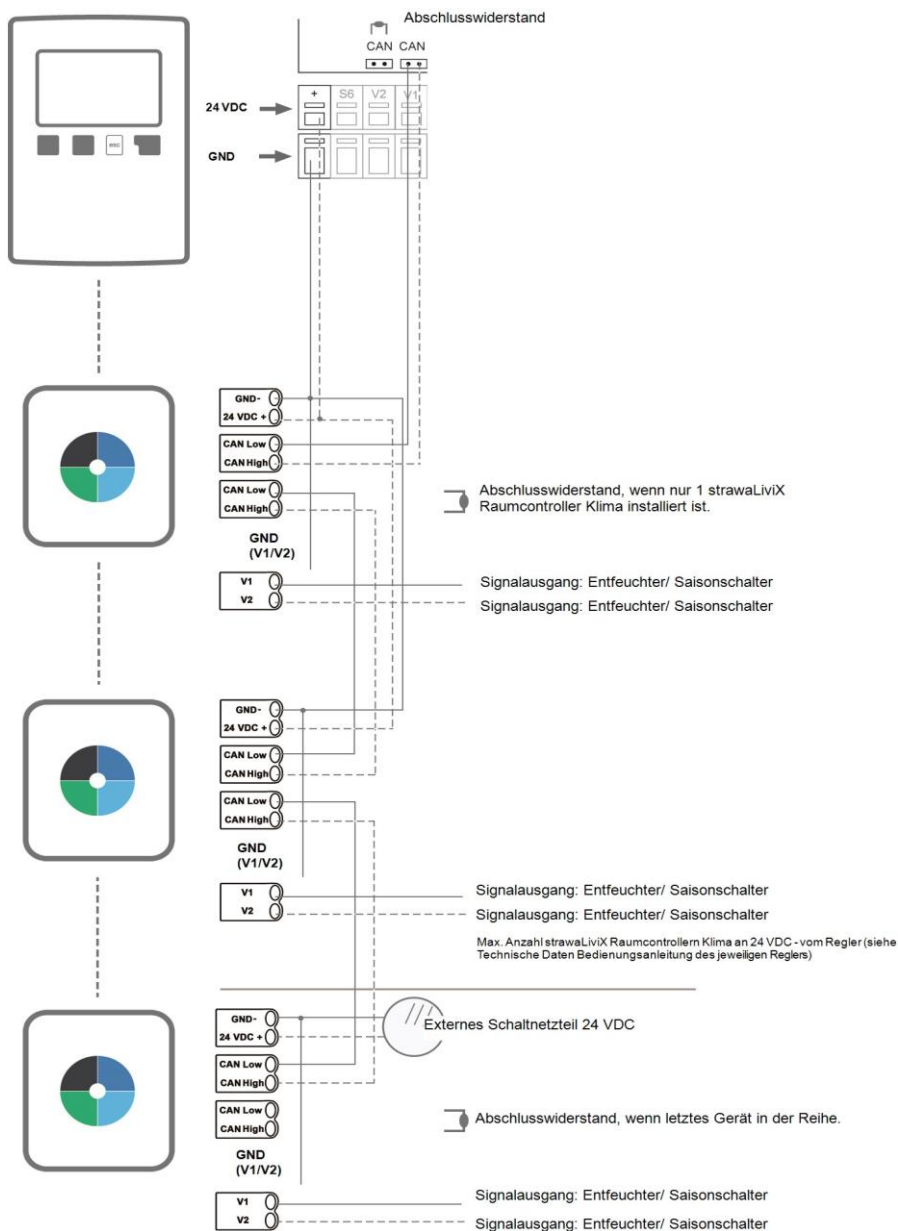 Abschlusswiderstand
CAN CAN
24 VDC
+ S6 V2 V1
GND
esc
GND-
24 VDC +
CAN Low
CAN High
CAN Low
CAN High
Abschlusswiderstand, wenn nur 1 strawaLiviX
Raumcontroller Klima installiert ist.
GND
(V1/V2)
V1
Signalausgang: Entfeuchter/ Saisonschalter
V2
Signalausgang: Entfeuchter/ Saisonschalter
GND-
24 VDC +
CAN Low
CAN High
CAN Low
CAN High
GND
(V1/V2)
V1
Signalausgang: Entfeuchter/ Saisonschalter
V2
Signalausgang: Entfeuchter/ Saisonschalter
Max. Anzahl strawaLiviX Raumcontrollern Klima an 24 VDC - vom Regler (siehe
Technische Daten Bedienungsanleitung des jeweiligen Reglers)
GND-
24 VDC +
Externes Schaltnetzteil 24 VDC
CAN Low
CAN High
CAN Low
CAN High
Abschlusswiderstand, wenn letztes Gerät in der Reihe.
GND
(V1/V2)
V1
Signalausgang: Entfeuchter/ Saisonschalter
V2
Signalausgang: Entfeuchter/ Saisonschalter